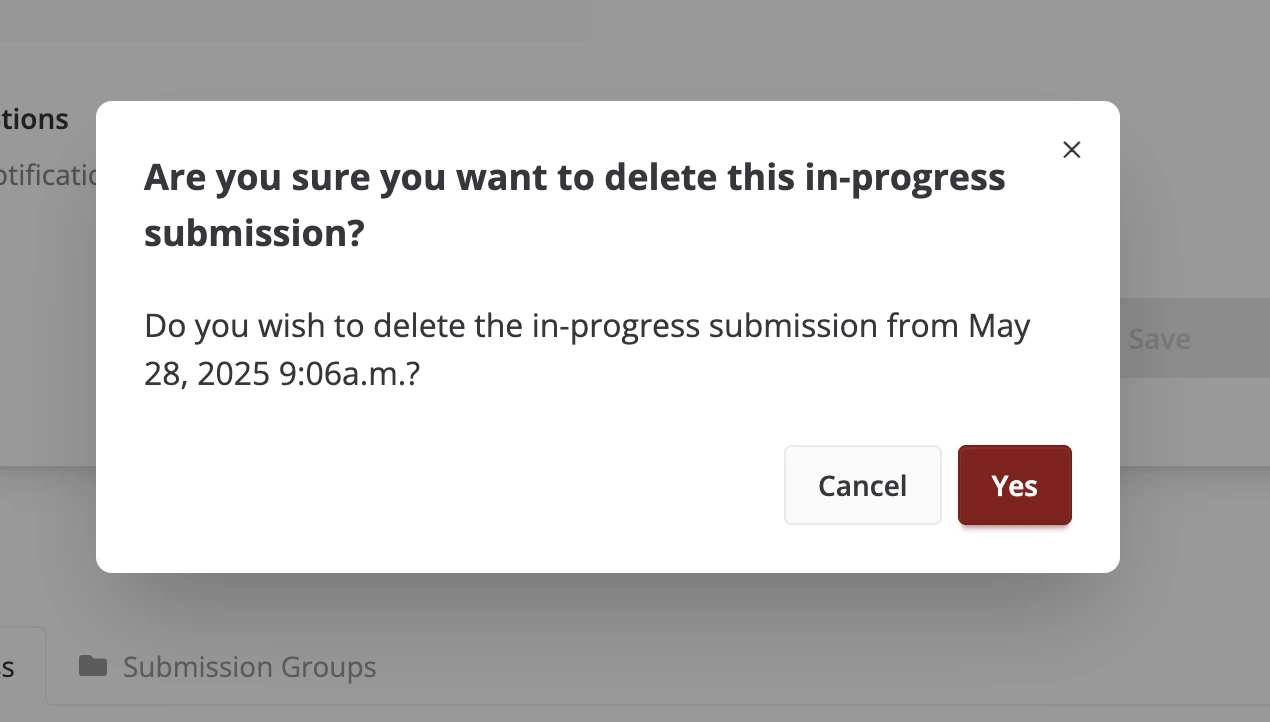 tions
Are you sure you want to delete this in-progress
submission?
otificatio
Do you wish to delete the in-progress submission from May
28, 2025 9:06a.m.?
Save
Cancel
Yes
s
Submission Groups